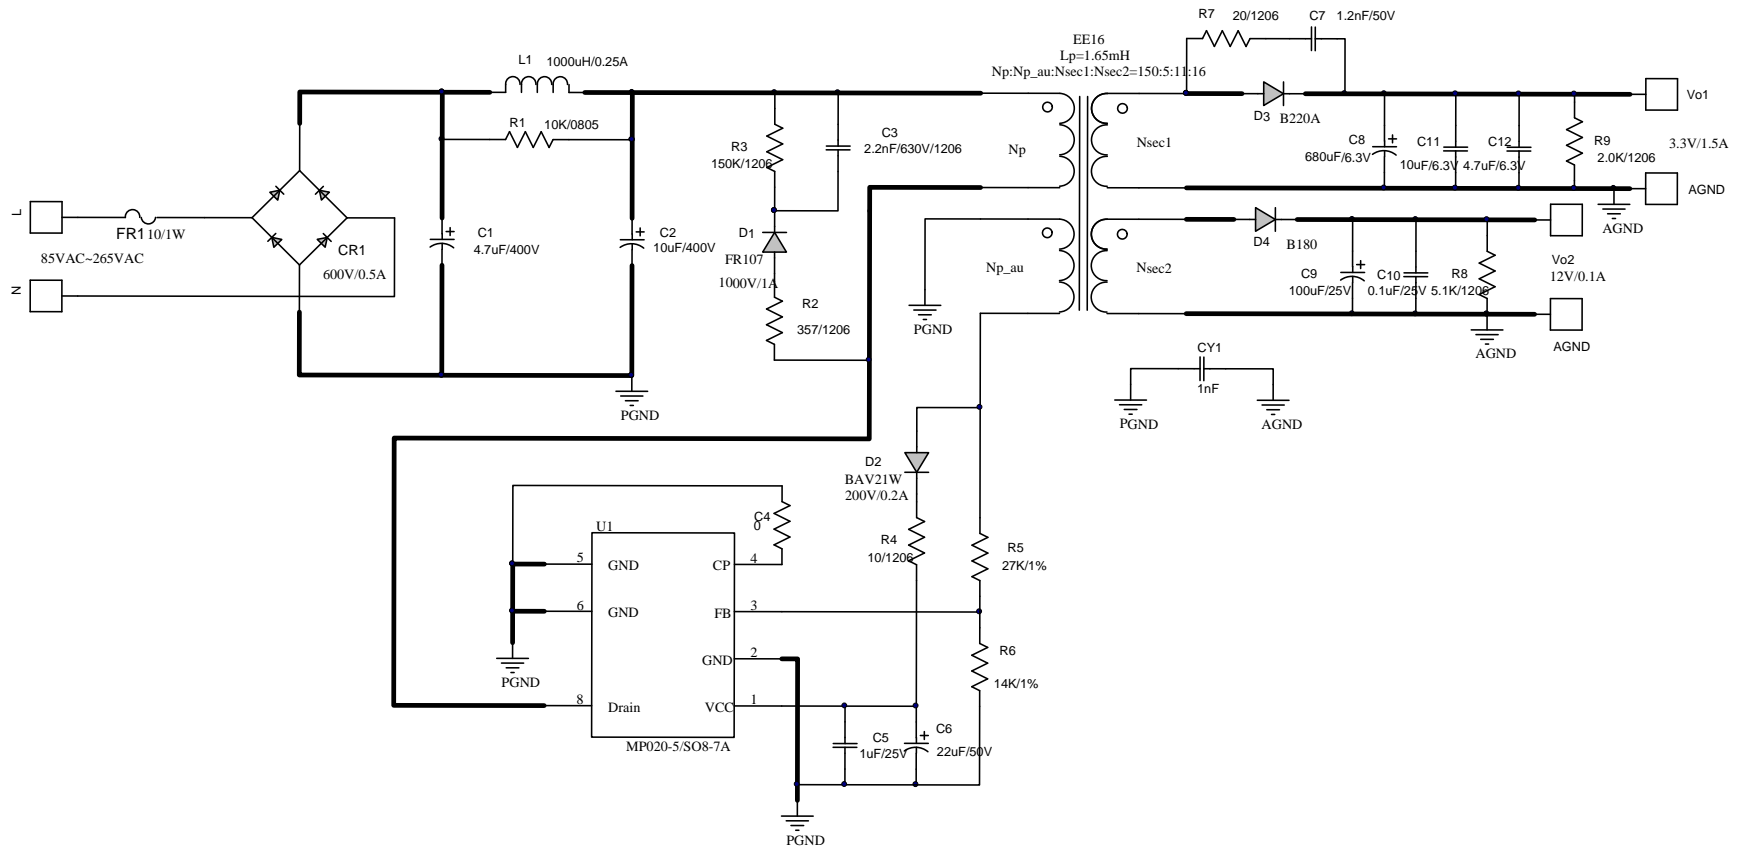 R7 20/1206 C7 1.2nF/50V
EE16
Lp=1.65mH
Np:Np_au:Nsec1:Nsec2=150:5:11:16
L1 1000uH/0.25A
R1 10K/0805
R3
150K/1206
C3
2.2nF/630V/1206
Np
Nsec1
D3 B220A
C8
680uF/6.3V
C11
10uF/6.3V
C12
4.7uF/6.3V
R9
2.0K/1206
Vo1
3.3V/1.5A
AGND
AGND
L
FR1 10/1W
85VAC~265VAC
N
CR1
600V/0.5A
C1
4.7uF/400V
C2
10uF/400V
D1
FR107
1000V/1A
R2
357/1206
PGND
Np_au
PGND
Nsec2
D4 B180
C9
100uF/25V
C10
0.1uF/25V
R8
5.1K/1206
Vo2
12V/0.1A
AGND
AGND
CY1
1nF
PGND
AGND
D2
BAV21W
200V/0.2A
R4
10/1206
R5
27K/1%
R6
14K/1%
C4
0
U1
5 GND CP 4
6 GND FB 3
GND 2
8 Drain VCC 1
MP020-5/SO8-7A
PGND
C5
1uF/25V
C6
22uF/50V
PGND